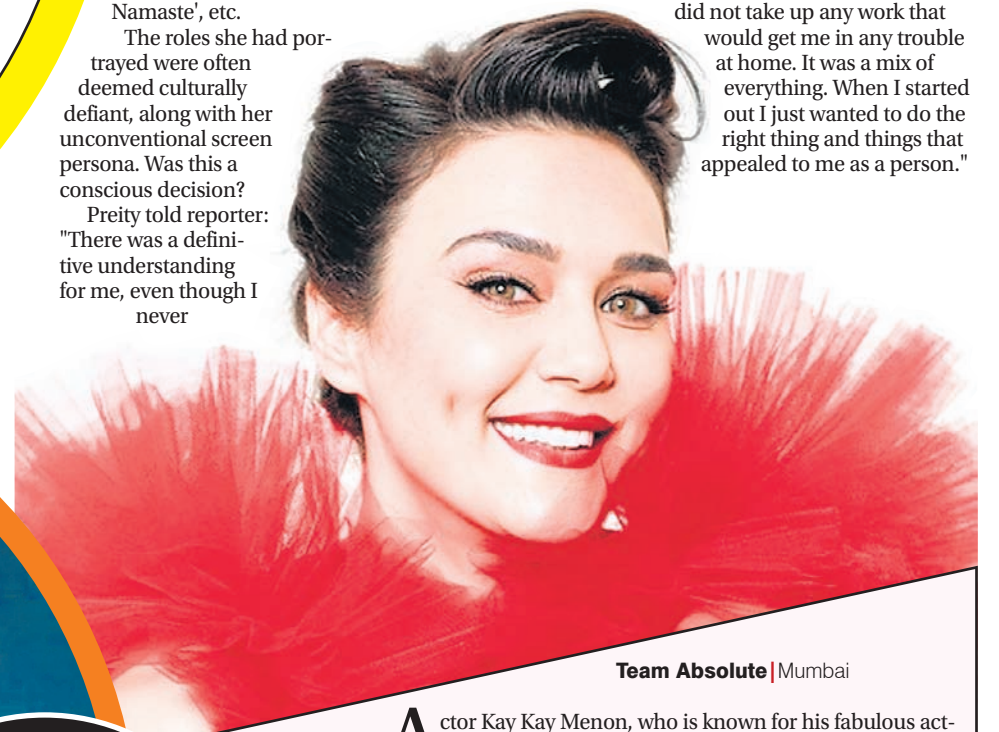 Namaste', etc.
The roles she had por-
trayed were often
deemed culturally
defiant, along with her
unconventional screen
persona. Was this a
conscious decision?
Preity told reporter:
"There was a defini-
tive understanding
for me, even though I
never
did not take up any work that
would get me in any trouble
at home. It was a mix of
everything. When I started
out I just wanted to do the
right thing and things that
appealed to me as a person."
Team Absolute|Mumbai
Actor Kay Kay Menon, who is known for his fabulous act-